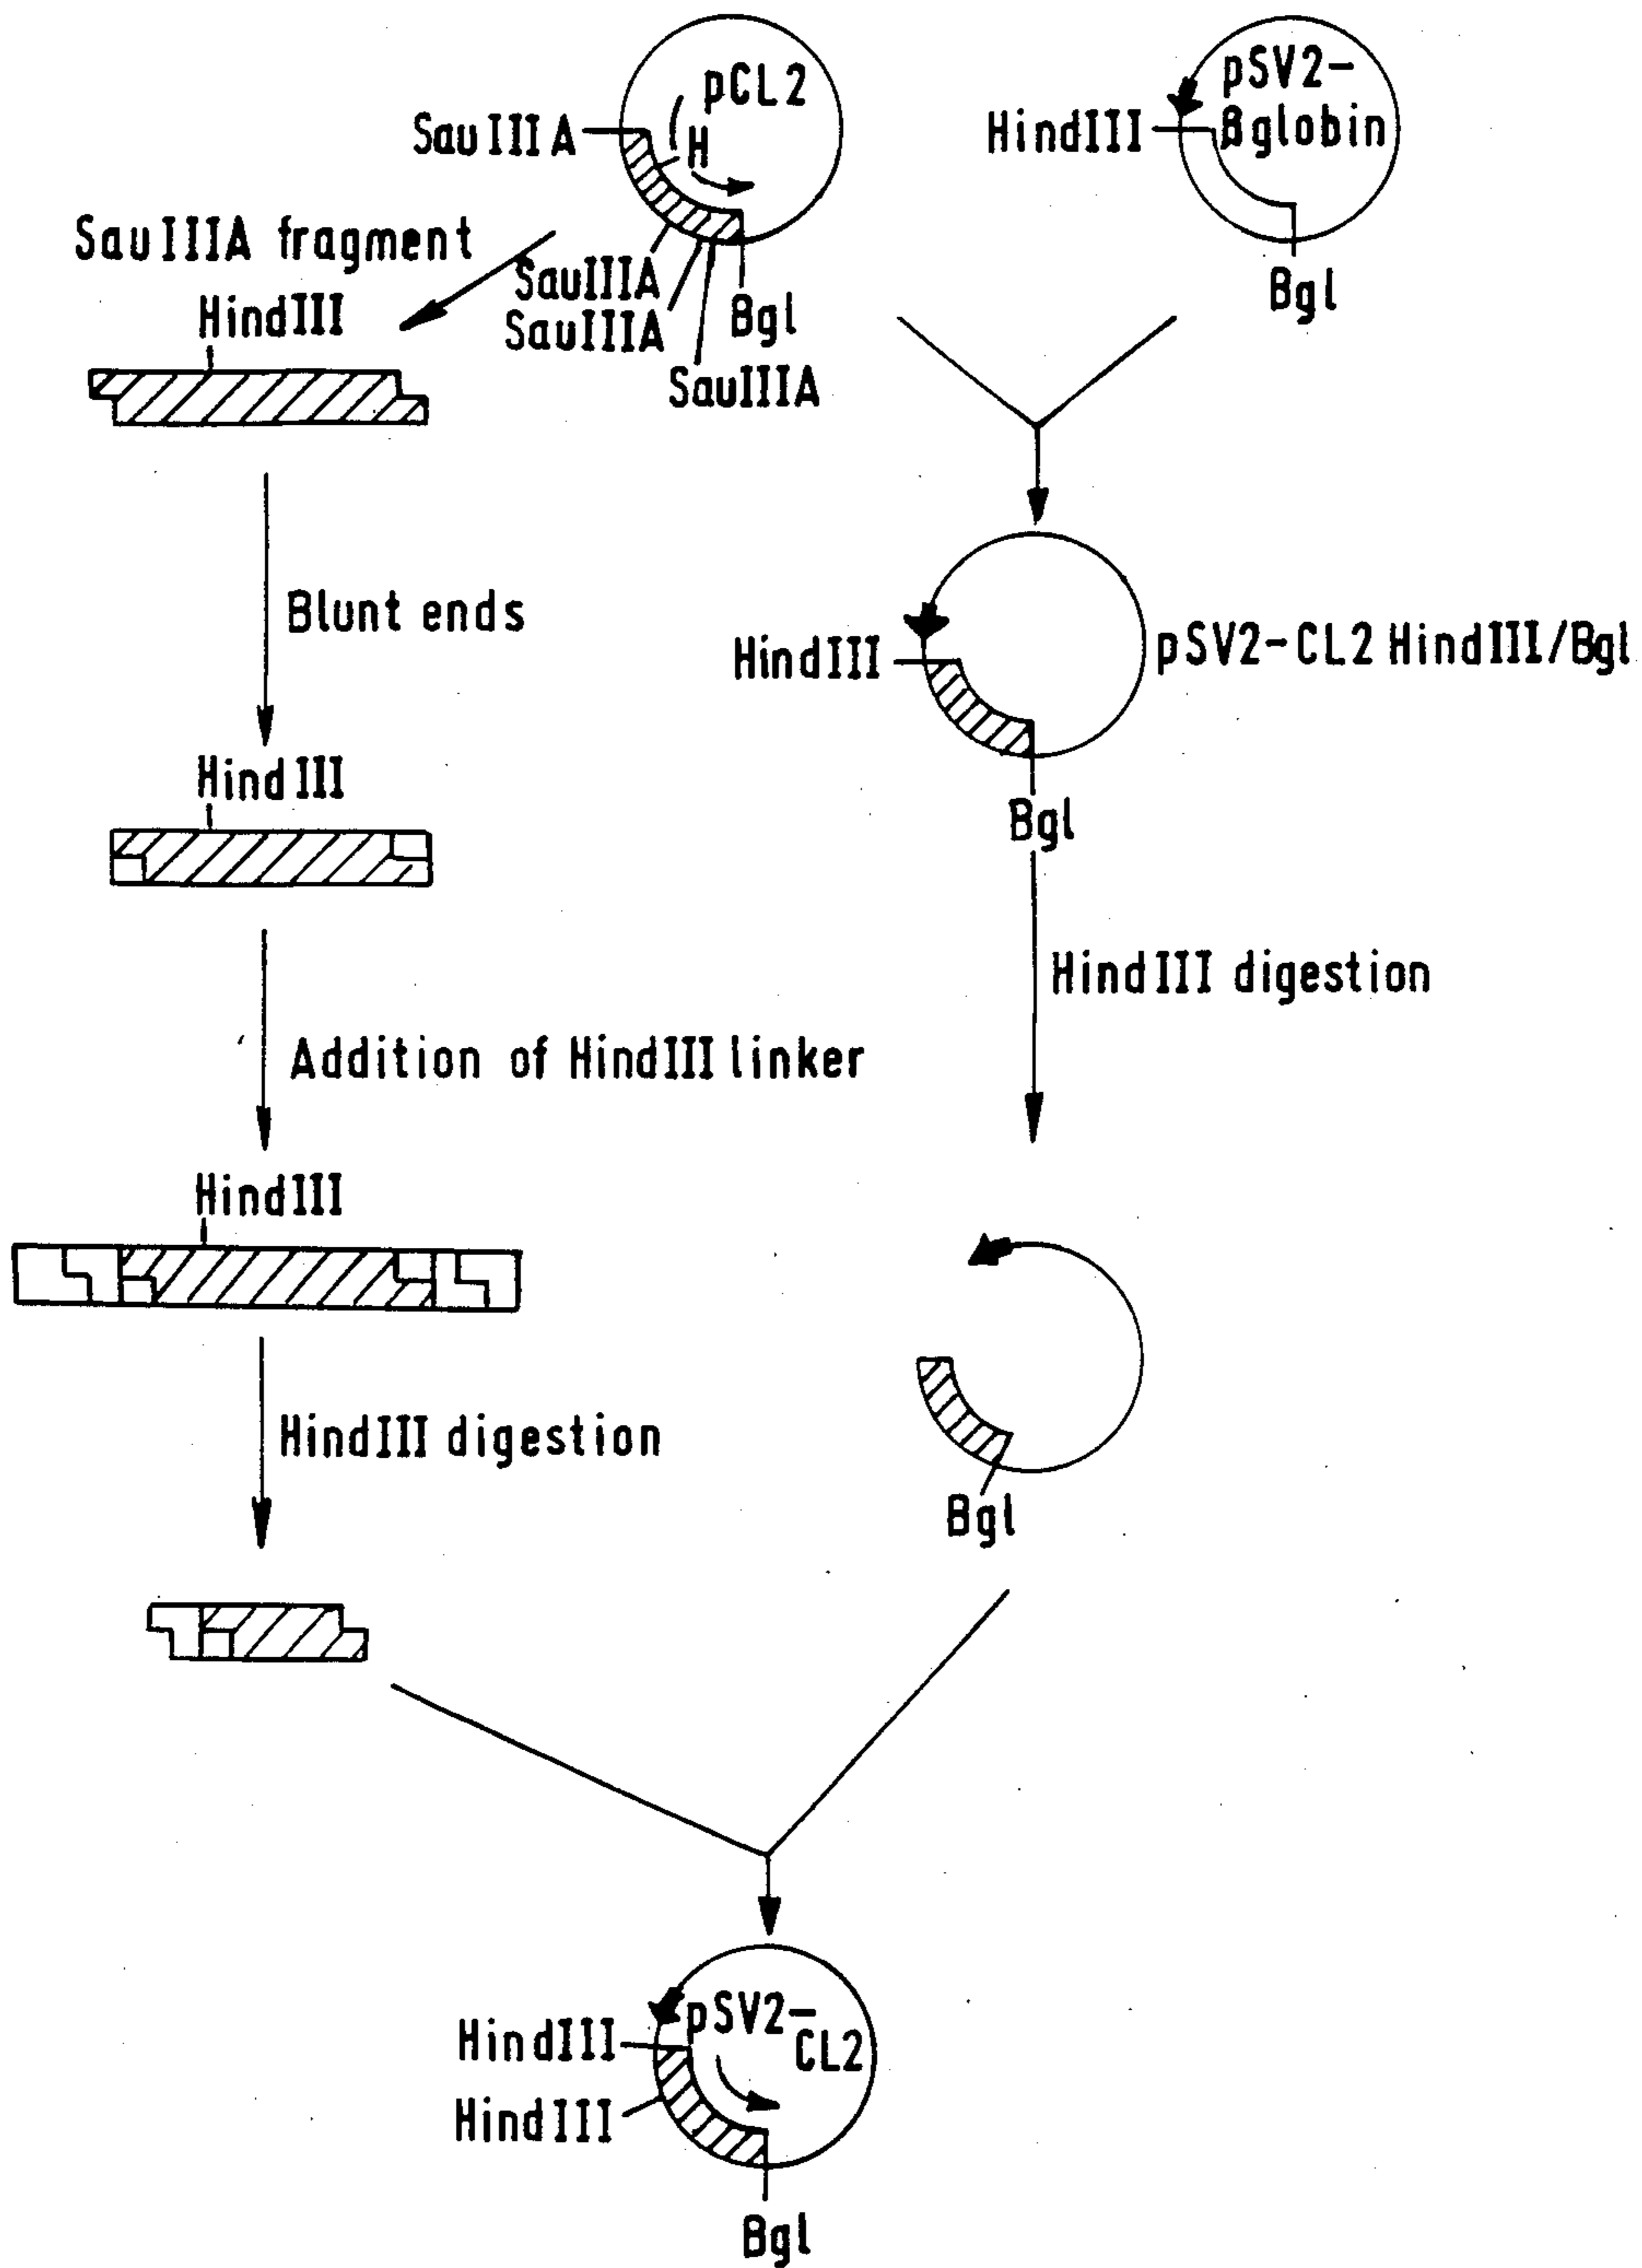 pCL2
H
SauIIIA
SauIIIA
SauIIIA
SauIIIA
Bgl
pSV2-
βglobin
HindIII
Bgl
SauIIIA fragment
HindIII
Blunt ends
HindIII
Addition of HindIII linker
HindIII
HindIII digestion
HindIII
pSV2-CL2 HindIII/Bgl
Bgl
HindIII digestion
Bgl
pSV2-
CL2
HindIII
HindIII
Bgl